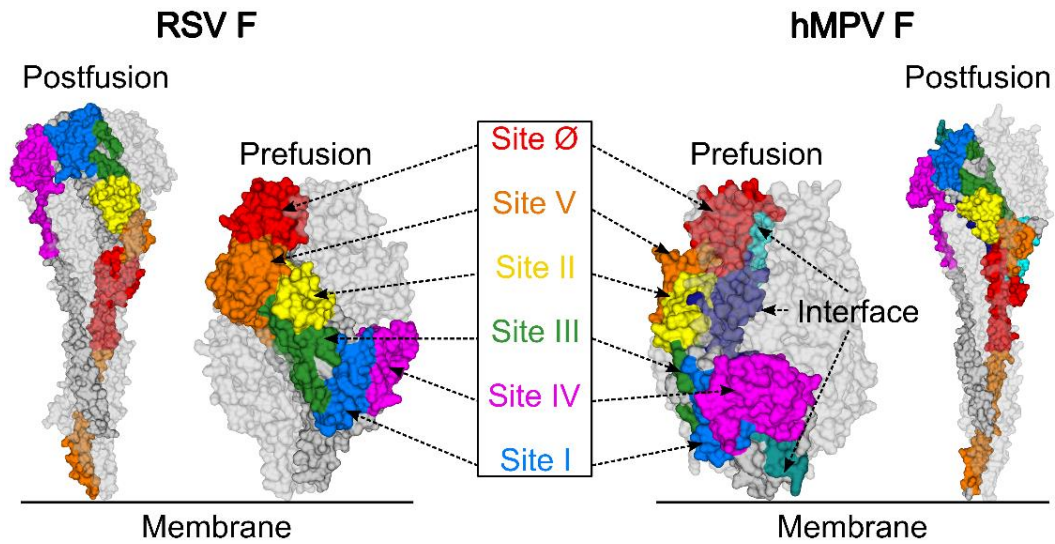 RSV F
hMPV F
Postfusion
Prefusion
Prefusion
Postfusion
Site Ø
Site V
Site II
Site III
Site IV
Site I
Interface
Membrane
Membrane